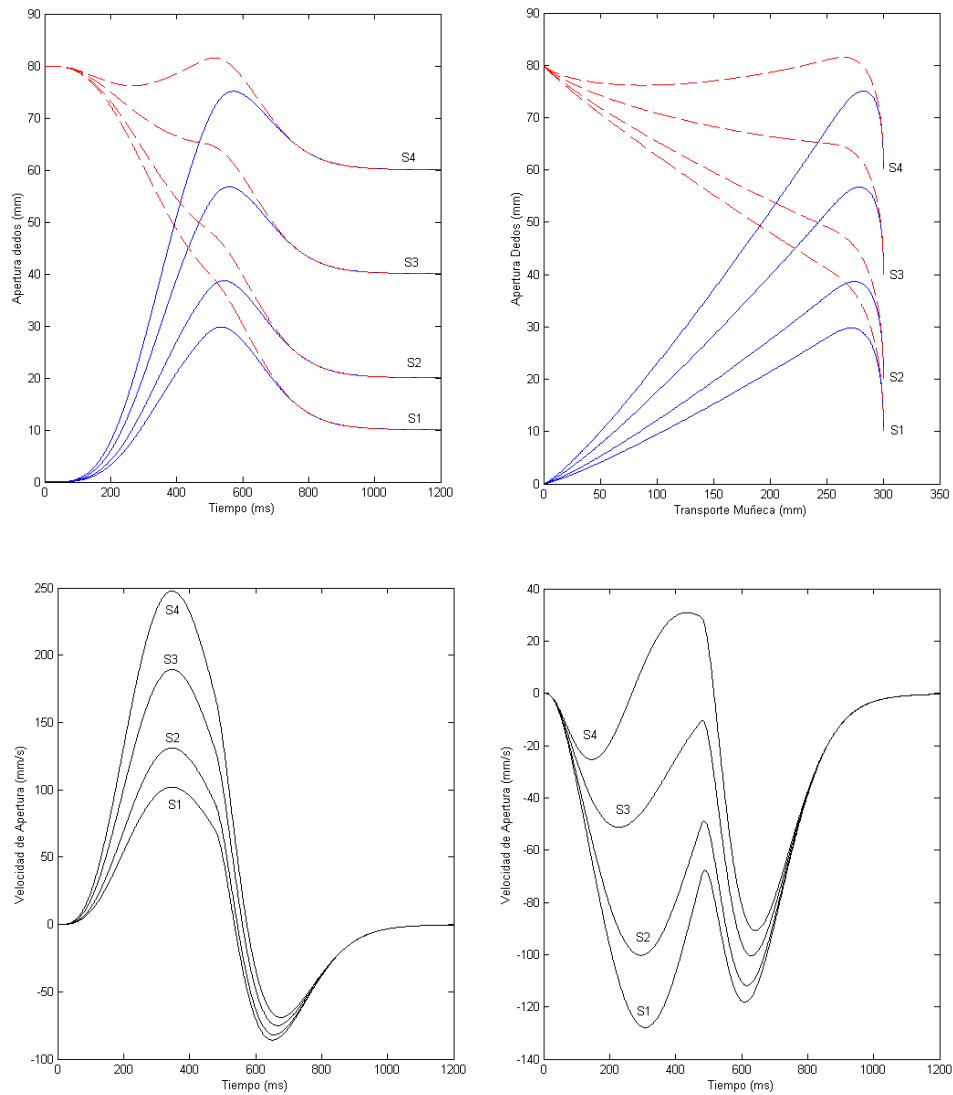 90
80
70
60
50
40
30
20
10
0
Apertura dedos (mm)
S4
S3
S2
S1
0 200 400 600 800 1000 1200
Tiempo (ms)
90
80
70
60
50
40
30
20
10
0
Apertura Dedos (mm)
S4
S3
S2
S1
0 50 100 150 200 250 300 350
Transporte Muñeca (mm)
250
200
150
100
50
0
-50
-100
Velocidad de Apertura (mm/s)
S4
S3
S2
S1
0 200 400 600 800 1000 1200
Tiempo (ms)
40
20
0
-20
-40
-60
-80
-100
-120
-140
Velocidad de Apertura (mm/s)
S4
S3
S2
S1
0 200 400 600 800 1000 1200
Tiempo (ms)